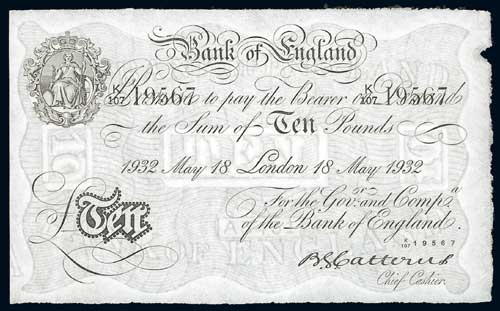 Bank of England
K/107 19567 K/107 19567
Promise to pay the Bearer on Demand
the Sum of Ten Pounds
1932 May 18 London 18 May 1932
For the Govr. and Compa.
of the Bank of England.
£Ten
K/107 19567
B.G. Catterns
Chief Cashier.